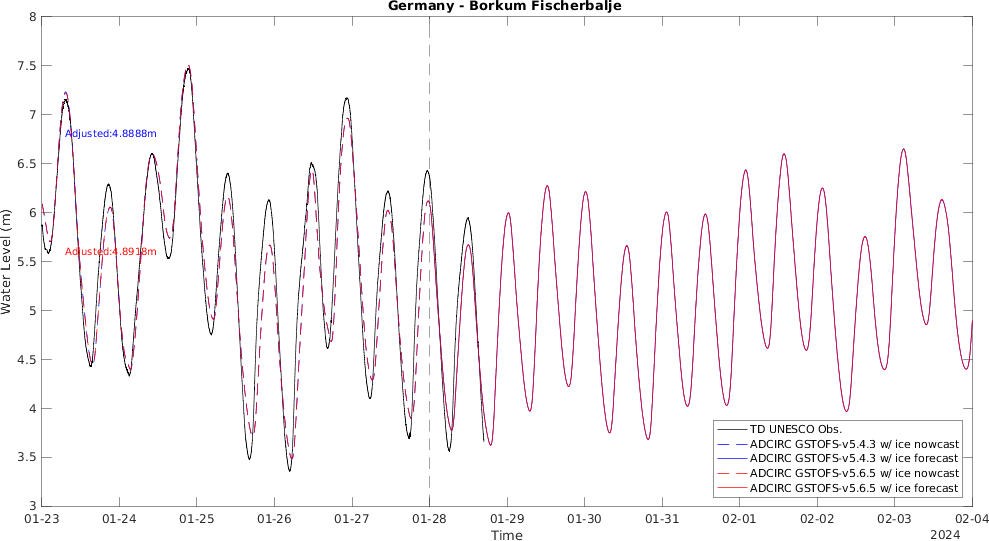 Germany - Borkum Fischerbalje
8
7.5
7
6.5
6
5.5
5
4.5
4
3.5
3
Water Level (m)
Adjusted:4.8888m
Adjusted:4.8918m
TD UNESCO Obs.
ADCIRC GSTOFS-v5.4.3 w/ ice nowcast
ADCIRC GSTOFS-v5.4.3 w/ ice forecast
ADCIRC GSTOFS-v5.6.5 w/ ice nowcast
ADCIRC GSTOFS-v5.6.5 w/ ice forecast
01-23 01-24 01-25 01-26 01-27 01-28 01-29 01-30 01-31 02-01 02-02 02-03 02-04
Time
2024